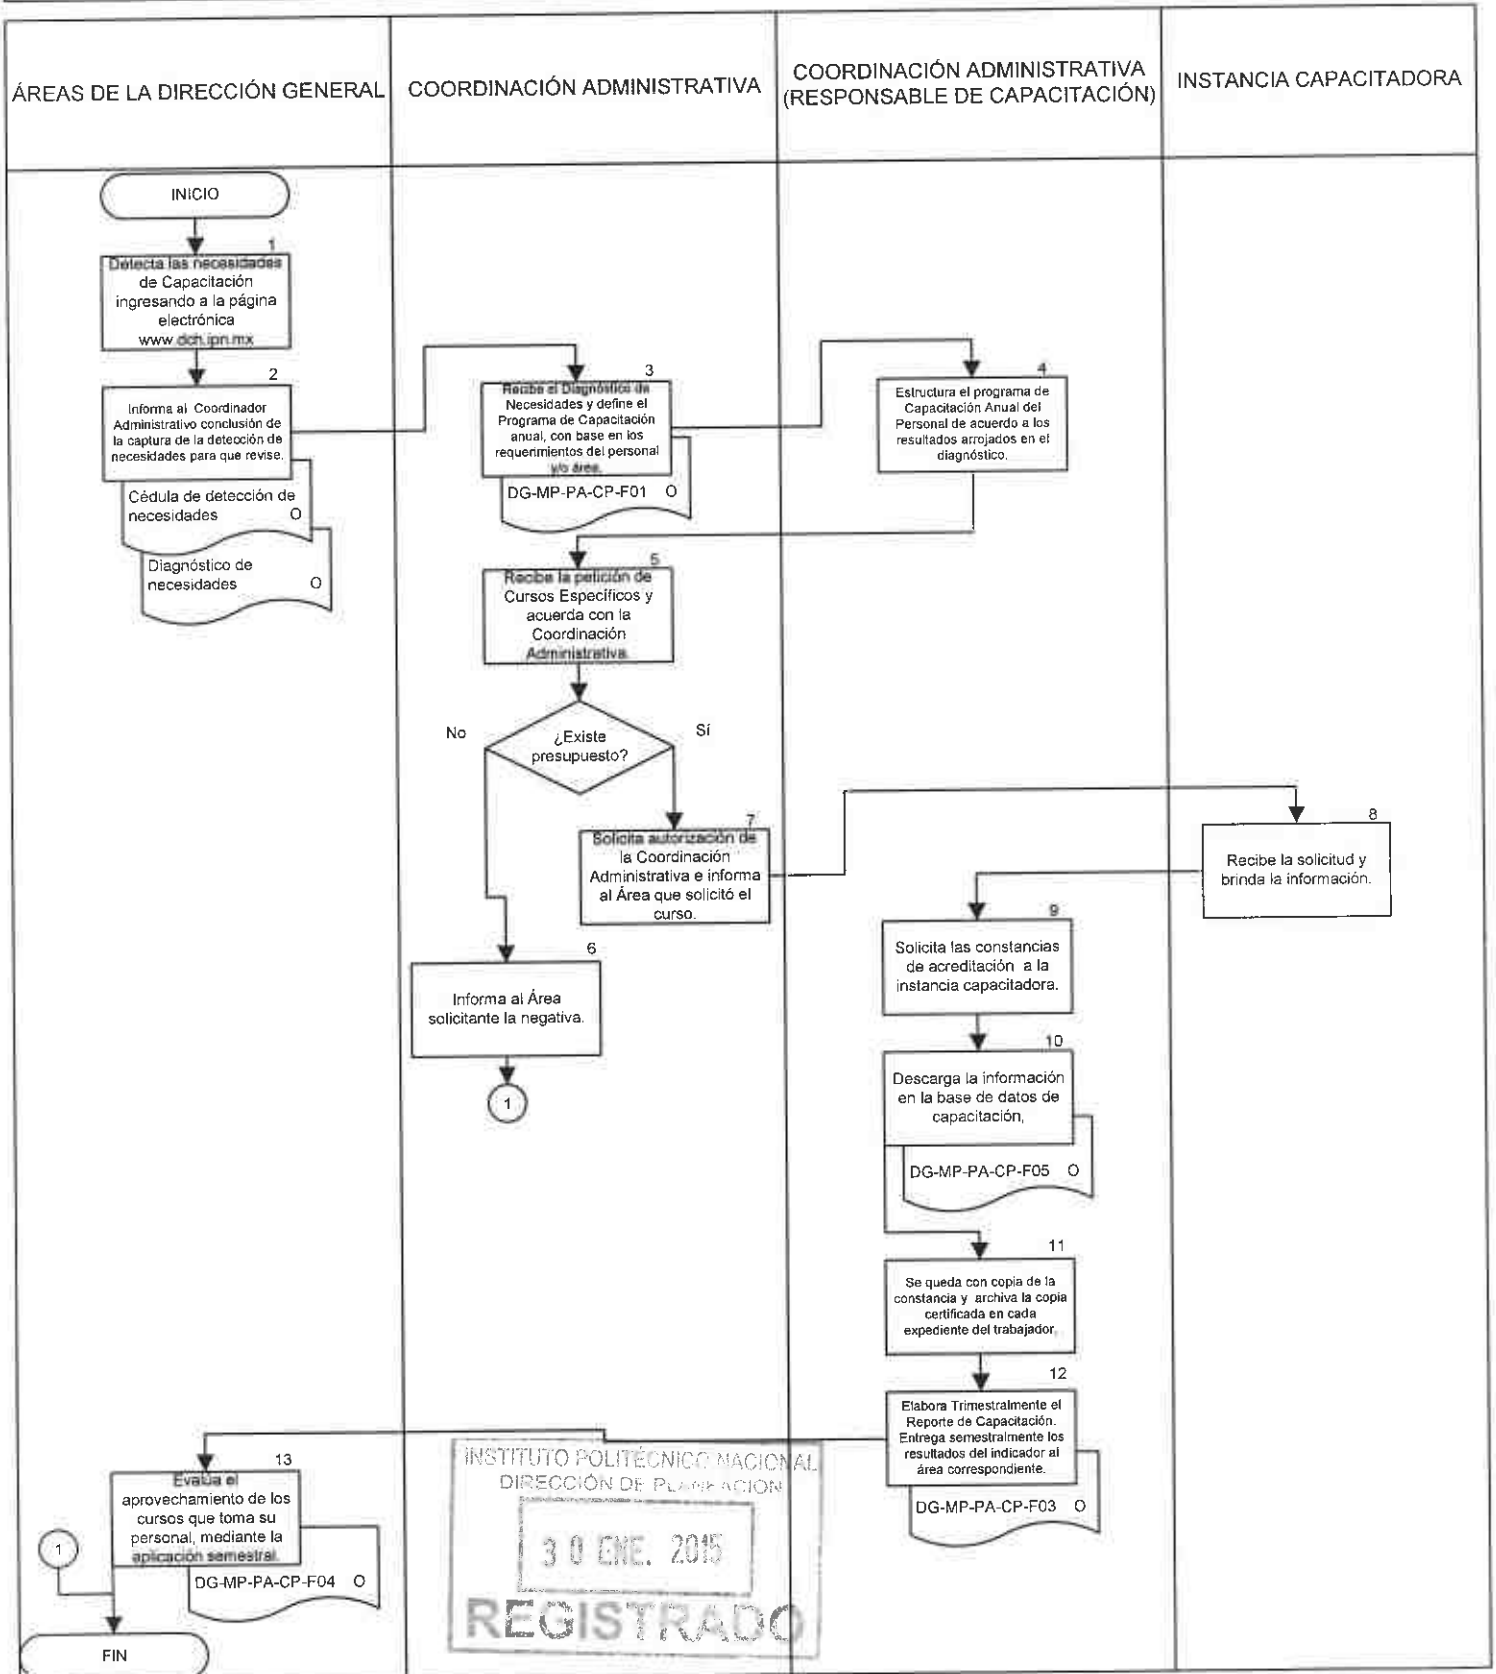 ÁREAS DE LA DIRECCIÓN GENERAL
COORDINACIÓN ADMINISTRATIVA
COORDINACIÓN ADMINISTRATIVA
(RESPONSABLE DE CAPACITACIÓN)
INSTANCIA CAPACITADORA
INICIO
1
Detecta las necesidades
de Capacitación
ingresando a la página
electrónica
www.dch.ipn.mx
2
Informa al Coordinador
Administrativo conclusión de
la captura de la detección de
necesidades para que revise.
Cédula de detección de
necesidades O
Diagnóstico de
necesidades O
3
Recibe el Diagnóstico de
Necesidades y define el
Programa de Capacitación
anual, con base en los
requerimientos del personal
y/o área.
DG-MP-PA-CP-F01 O
4
Estructura el programa de
Capacitación Anual del
Personal de acuerdo a los
resultados arrojados en el
diagnóstico.
5
Recibe la petición de
Cursos Específicos y
acuerda con la
Coordinación
Administrativa.
¿Existe
presupuesto?
No
Sí
7
Solicita autorización de
la Coordinación
Administrativa e informa
al Área que solicitó el
curso.
8
Recibe la solicitud y
brinda la información.
6
Informa al Área
solicitante la negativa.
1
9
Solicita las constancias
de acreditación a la
instancia capacitadora.
10
Descarga la información
en la base de datos de
capacitación,
DG-MP-PA-CP-F05 O
11
Se queda con copia de la
constancia y archiva la copia
certificada en cada
expediente del trabajador,
12
Elabora Trimestralmente el
Reporte de Capacitación.
Entrega semestralmente los
resultados del indicador al
área correspondiente.
DG-MP-PA-CP-F03 O
13
Evalúa el
aprovechamiento de los
cursos que toma su
personal, mediante la
aplicación semestral.
DG-MP-PA-CP-F04 O
1
FIN
INSTITUTO POLITÉCNICO NACIONAL
DIRECCIÓN DE PLANEACIÓN
30 ENE. 2015
REGISTRADO